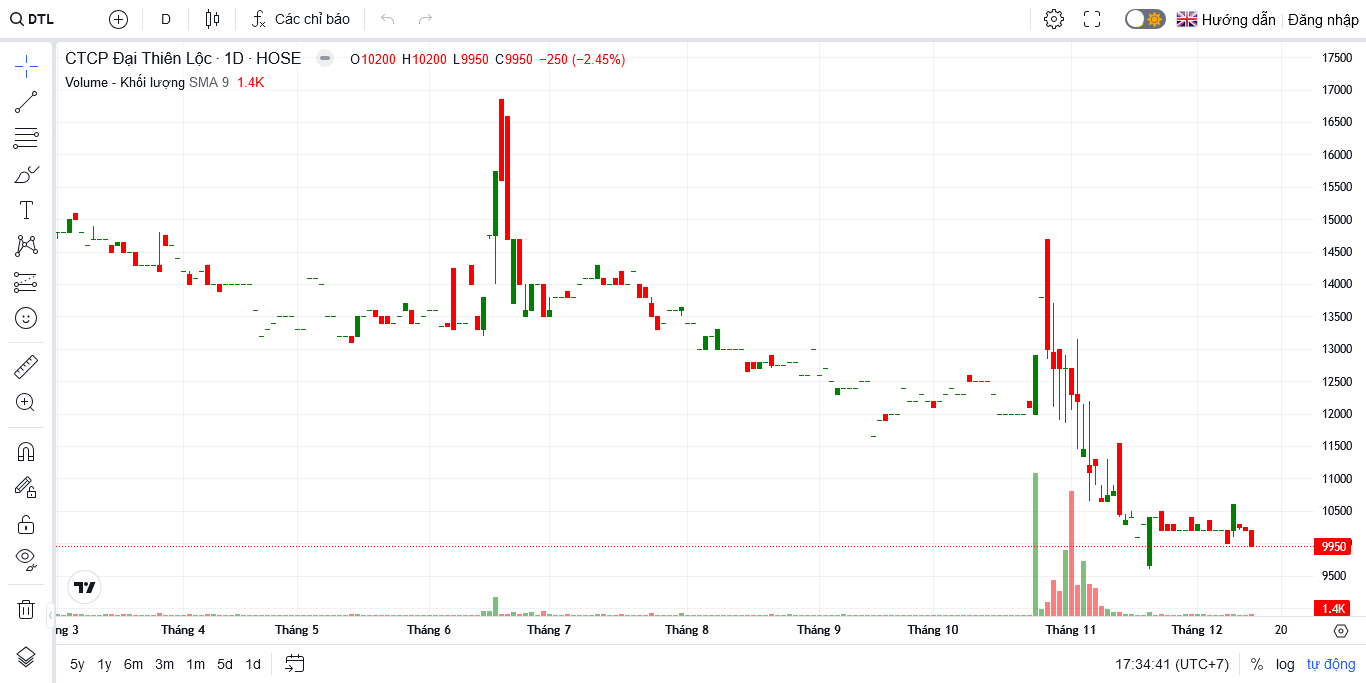 DTL D Các chỉ báo Hướng dẫn Đăng nhập
CTCP Đại Thiên Lộc · 1D · HOSE O10200 H10200 L9950 C9950 −250 (−2.45%)
Volume - Khối lượng SMA 9 1.4K
17500
17000
16500
16000
15500
15000
14500
14000
13500
13000
12500
12000
11500
11000
10500
9950
9500
1.4K
ng 3 Tháng 4 Tháng 5 Tháng 6 Tháng 7 Tháng 8 Tháng 9 Tháng 10 Tháng 11 Tháng 12 20
5y 1y 6m 3m 1m 5d 1d 17:34:41 (UTC+7) % log tự động